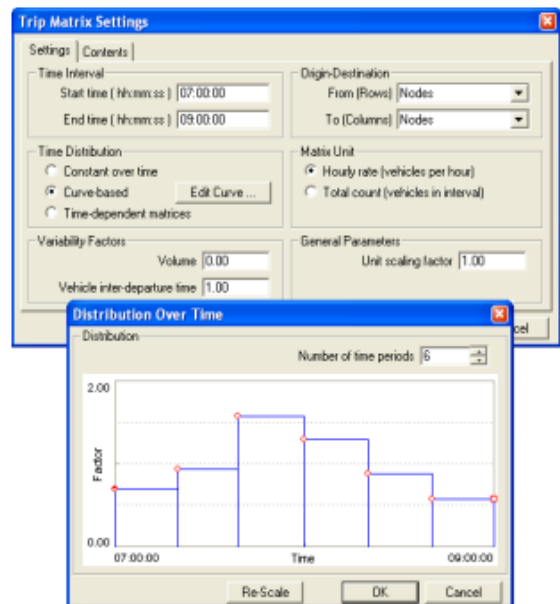 Trip Matrix Settings
Settings Contents
Time Interval
Start time ( hh:mm:ss ) 07:00:00
End time ( hh:mm:ss ) 09:00:00
Origin-Destination
From (Rows) Nodes
To (Columns) Nodes
Time Distribution
Constant over time
Curve-based Edit Curve ...
Time-dependent matrices
Matrix Unit
Hourly rate (vehicles per hour)
Total count (vehicles in interval)
Variability Factors
Volume 0.00
Vehicle inter-departure time 1.00
General Parameters
Unit scaling factor 1.00
cel
Distribution Over Time
Distribution
Number of time periods 6
2.00
Factor
0.00
07:00:00 Time 09:00:00
Re-Scale OK Cancel